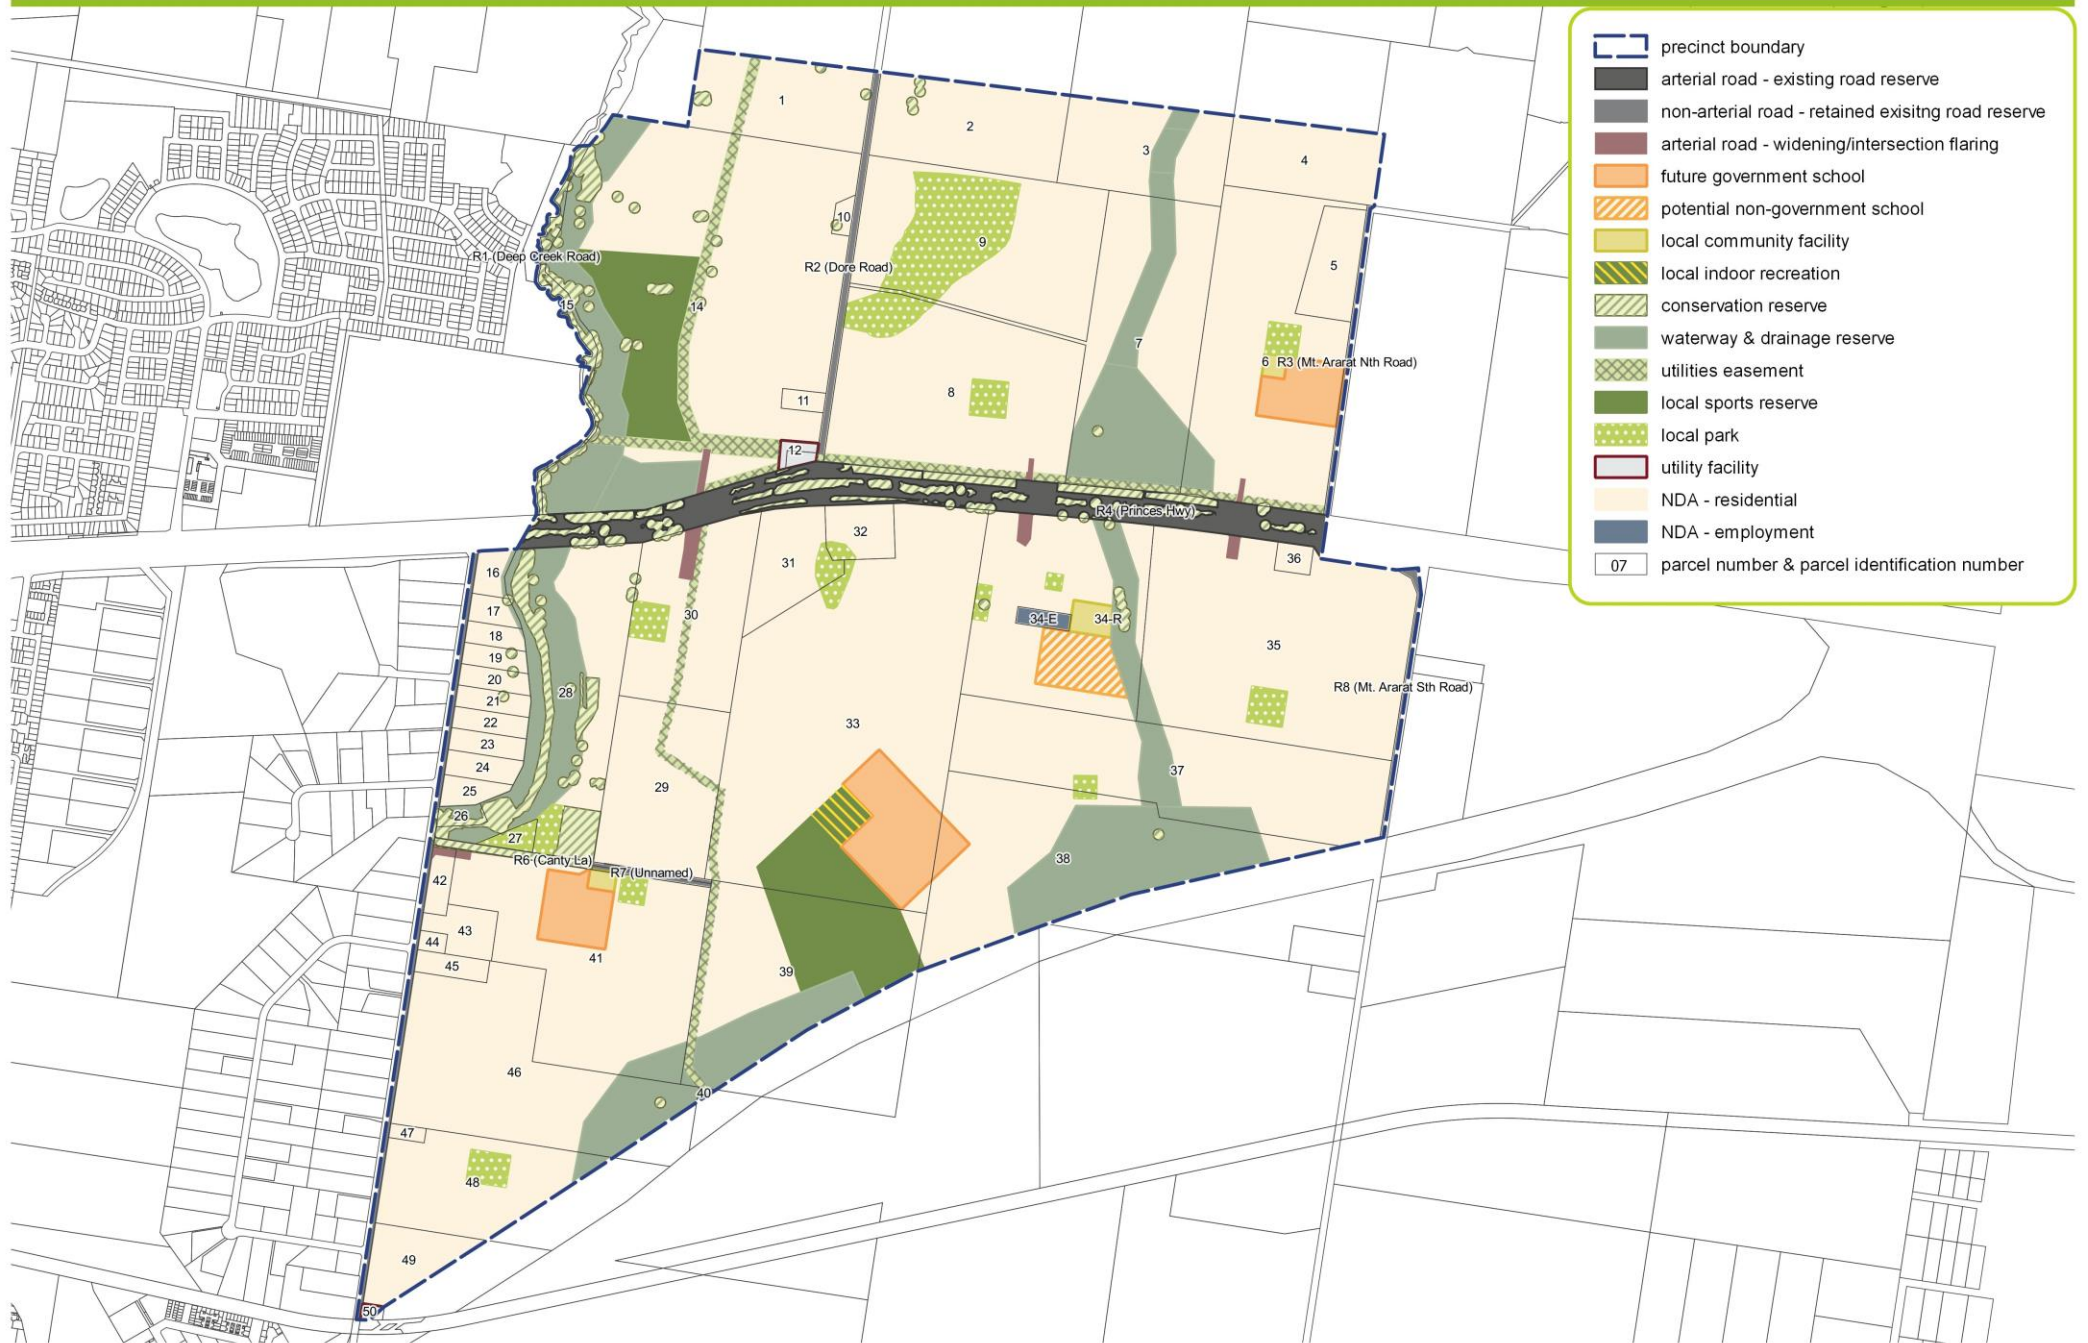 precinct boundary
arterial road - existing road reserve
non-arterial road - retained exisitng road reserve
arterial road - widening/intersection flaring
future government school
potential non-government school
local community facility
local indoor recreation
conservation reserve
waterway & drainage reserve
utilities easement
local sports reserve
local park
utility facility
NDA - residential
NDA - employment
07 parcel number & parcel identification number
1
2
3
4
10
9
R1 (Deep Creek Road)
R2 (Dore Road)
5
15
14
7
6 R3 (Mt. Ararat Nth Road)
8
11
12
R4 (Princes Hwy)
32
31
36
16
17
30
34-E
34-R
18
35
19
20
R8 (Mt. Ararat Sth Road)
28
21
22
33
23
24
37
25
29
26
27
R6 (Canty La)
38
R7 (Unnamed)
42
43
44
41
45
39
46
40
47
48
49
50